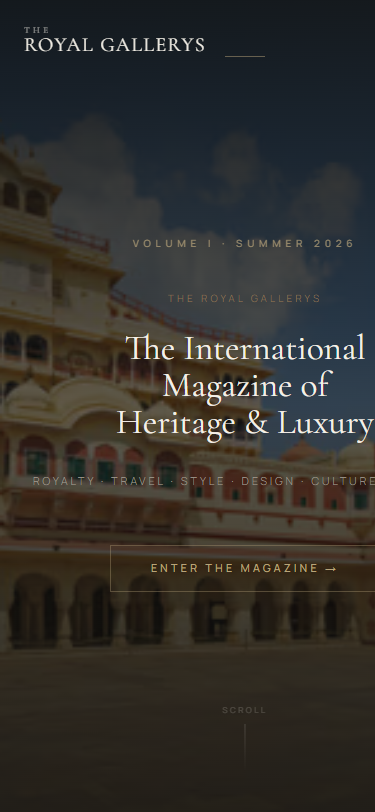 THE
ROYAL GALLERYS
VOLUME I · SUMMER 2026
THE ROYAL GALLERYS
The International
Magazine of
Heritage & Luxury
ROYALTY · TRAVEL · STYLE · DESIGN · CULTURE
ENTER THE MAGAZINE →
SCROLL